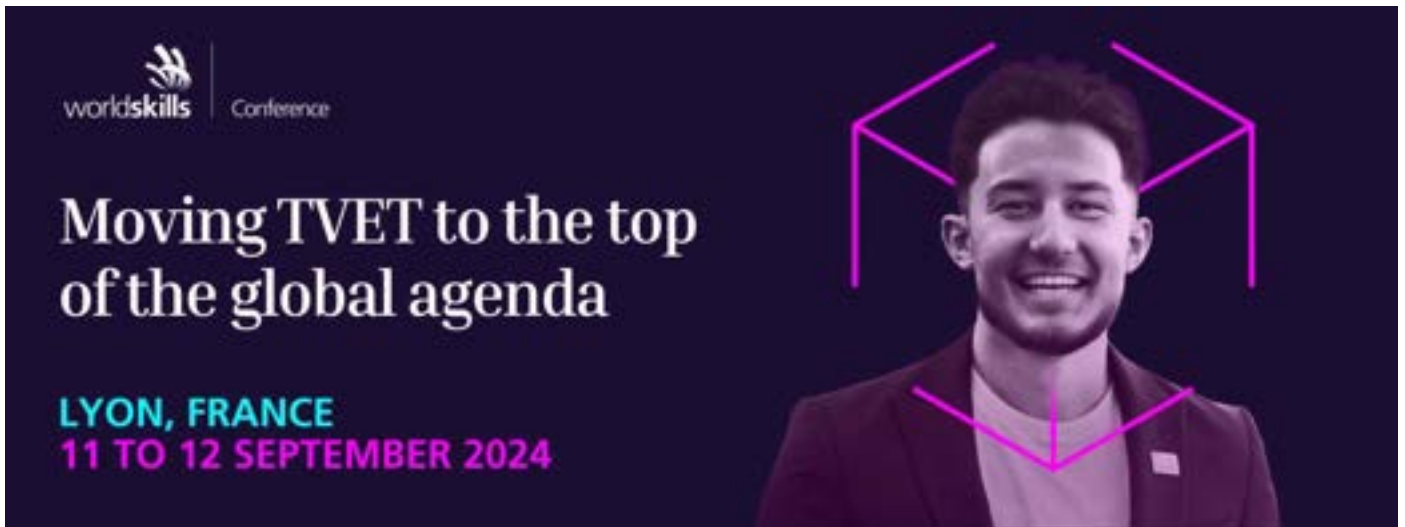 worldskills
Conference
Moving TVET to the top
of the global agenda
LYON, FRANCE
11 TO 12 SEPTEMBER 2024